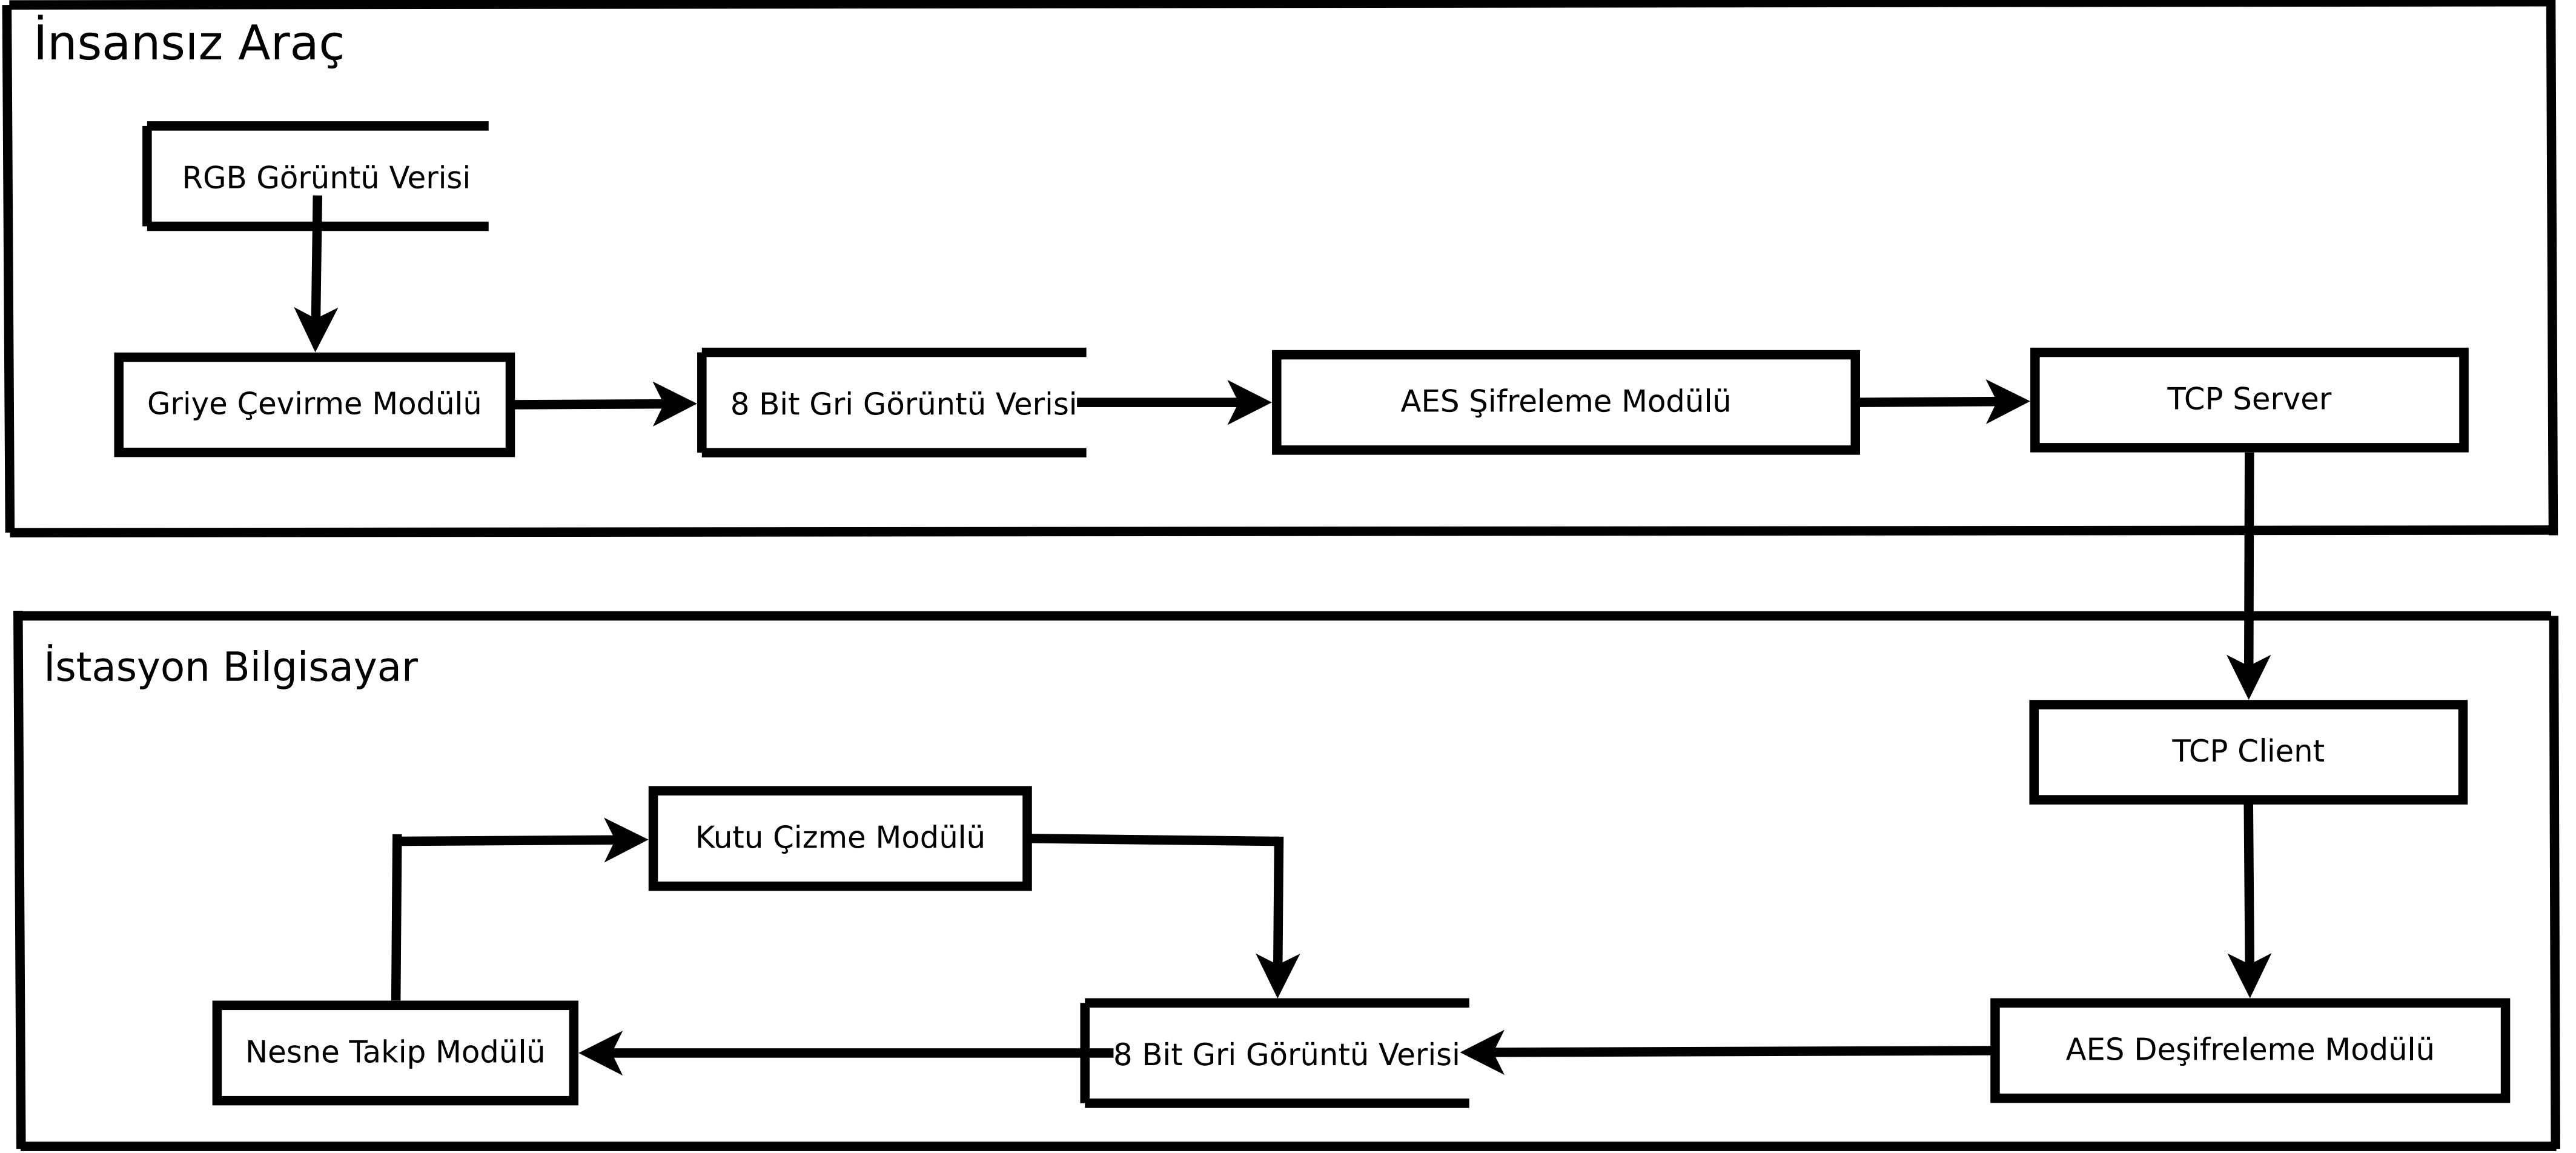 İnsansız Araç
RGB Görüntü Verisi
Griye Çevirme Modülü
8 Bit Gri Görüntü Verisi
AES Şifreleme Modülü
TCP Server
İstasyon Bilgisayar
TCP Client
Kutu Çizme Modülü
Nesne Takip Modülü
8 Bit Gri Görüntü Verisi
AES Deşifreleme Modülü